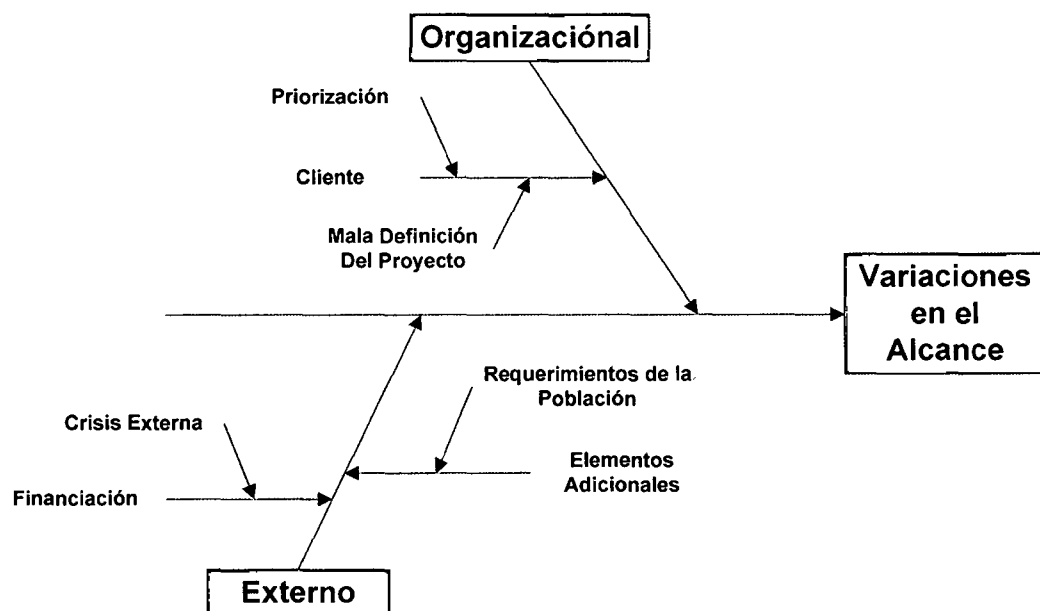 Organizaciónal
Priorización
Cliente
Mala Definición
Del Proyecto
Variaciones
en el
Alcance
Requerimientos de la
Población
Crisis Externa
Elementos
Adicionales
Financiación
Externo